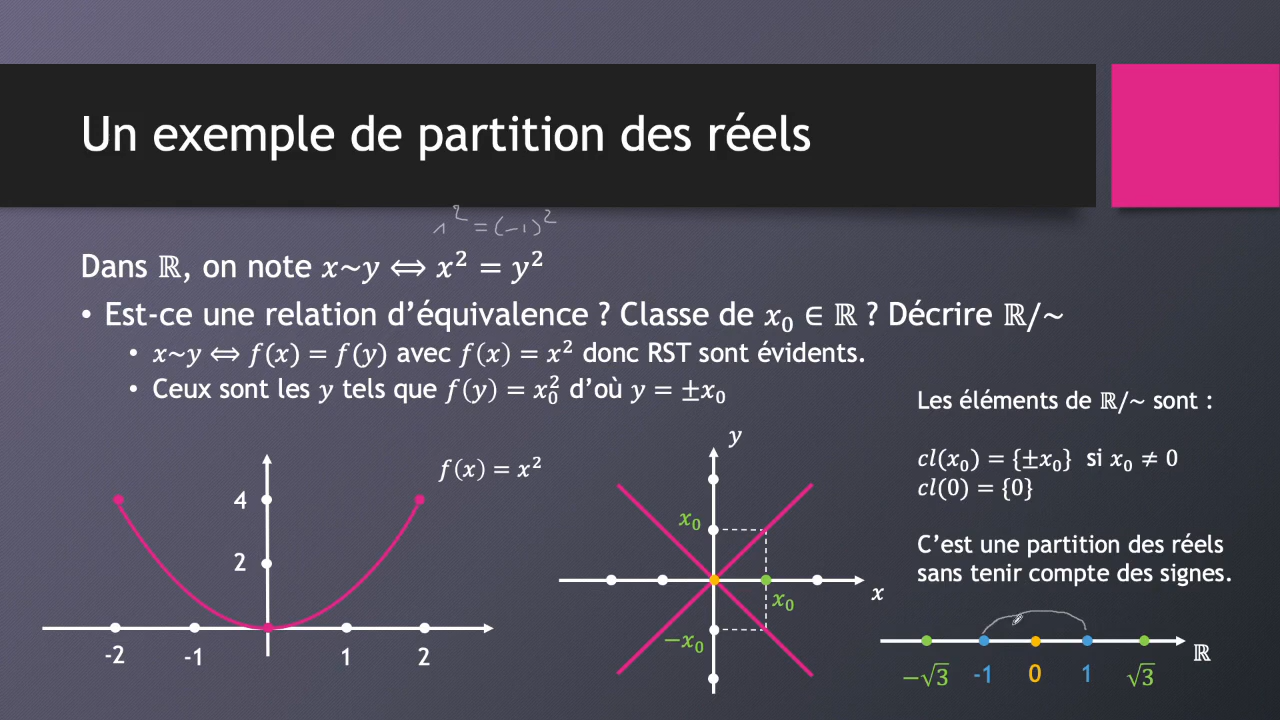 Un exemple de partition des réels
1² = (-1)²
Dans ℝ, on note x~y ⟺ x² = y²
• Est-ce une relation d'équivalence ? Classe de x₀ ∈ ℝ ? Décrire ℝ/~
• x~y ⟺ f(x) = f(y) avec f(x) = x² donc RST sont évidents.
• Ceux sont les y tels que f(y) = x₀² d'où y = ±x₀
f(x) = x²
4
2
-2 -1 1 2
y
x₀
x₀
x
−x₀
Les éléments de ℝ/~ sont :
cl(x₀) = {±x₀} si x₀ ≠ 0
cl(0) = {0}
C'est une partition des réels
sans tenir compte des signes.
ℝ
−√3 -1 0 1 √3